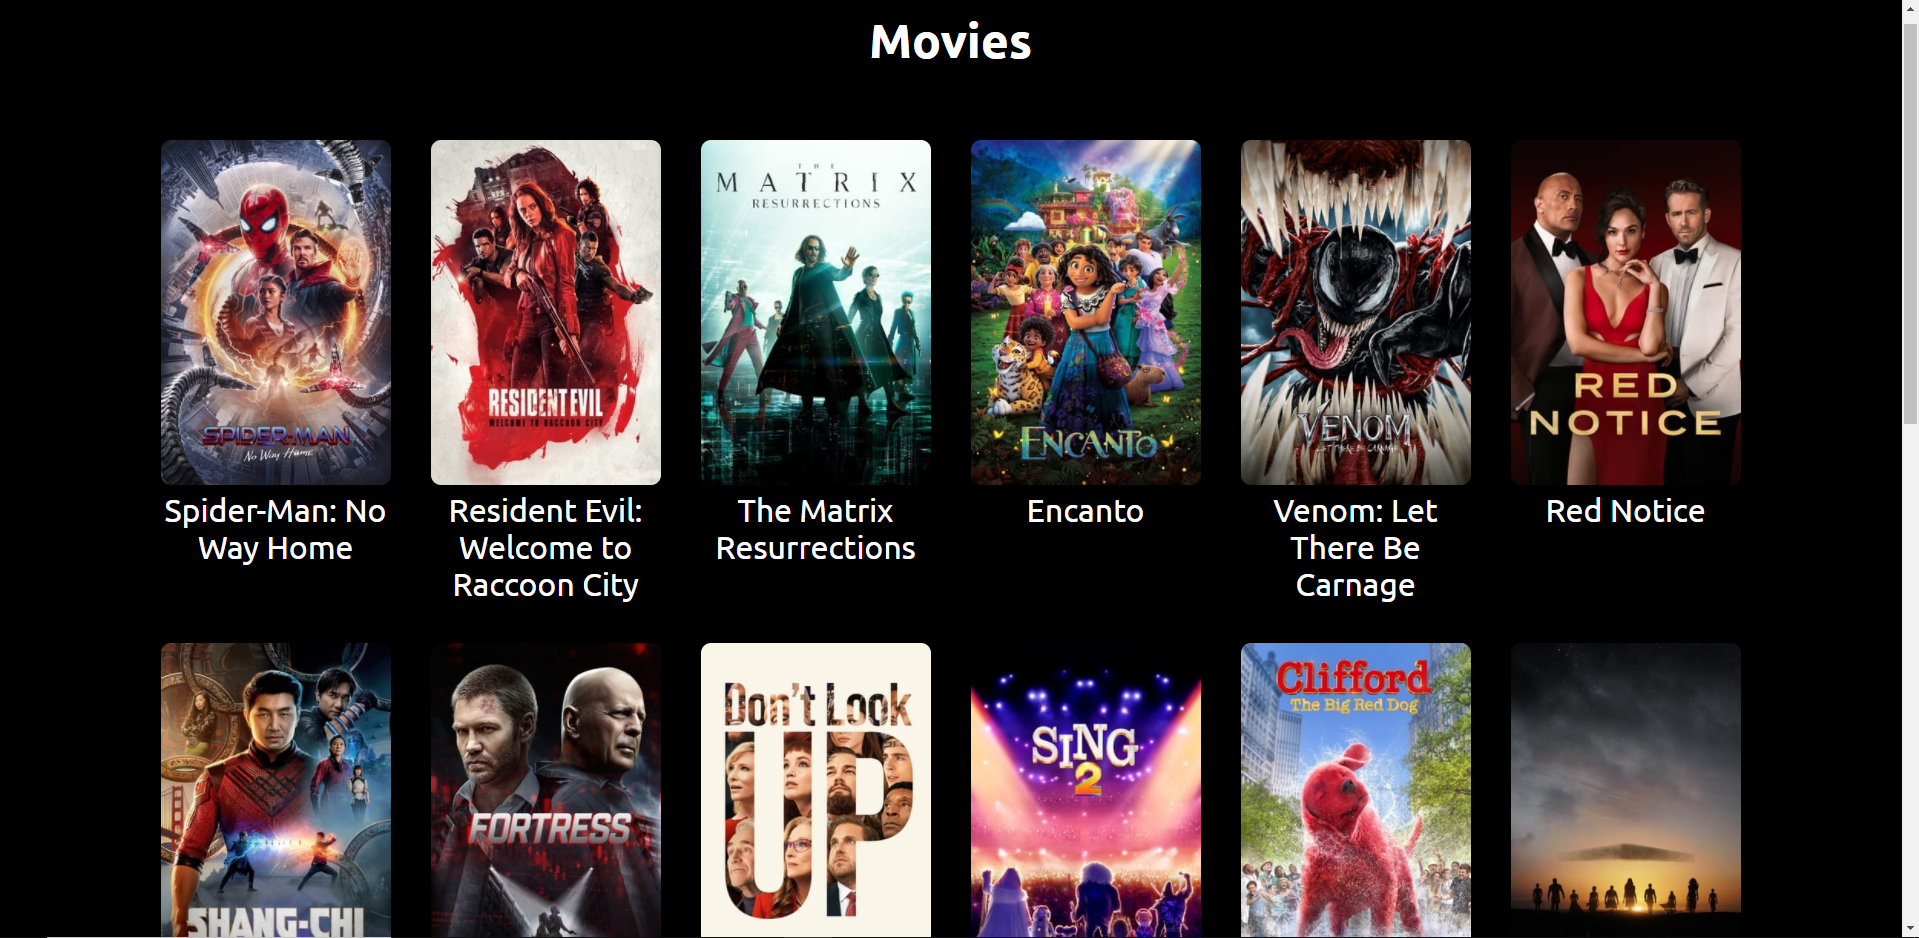 Movies
THE
MATRIX
RESURRECTIONS
RESIDENT EVIL
WELCOME TO RACCOON CITY
SPIDER-MAN
No Way Home
ENCANTO
VENOM
LET THERE BE CARNAGE
RED
NOTICE
Spider-Man: No
Way Home
Resident Evil:
Welcome to
Raccoon City
The Matrix
Resurrections
Encanto
Venom: Let
There Be
Carnage
Red Notice
SHANG-CHI
FORTRESS
Don't Look
UP
SING
2
Clifford
The Big Red Dog